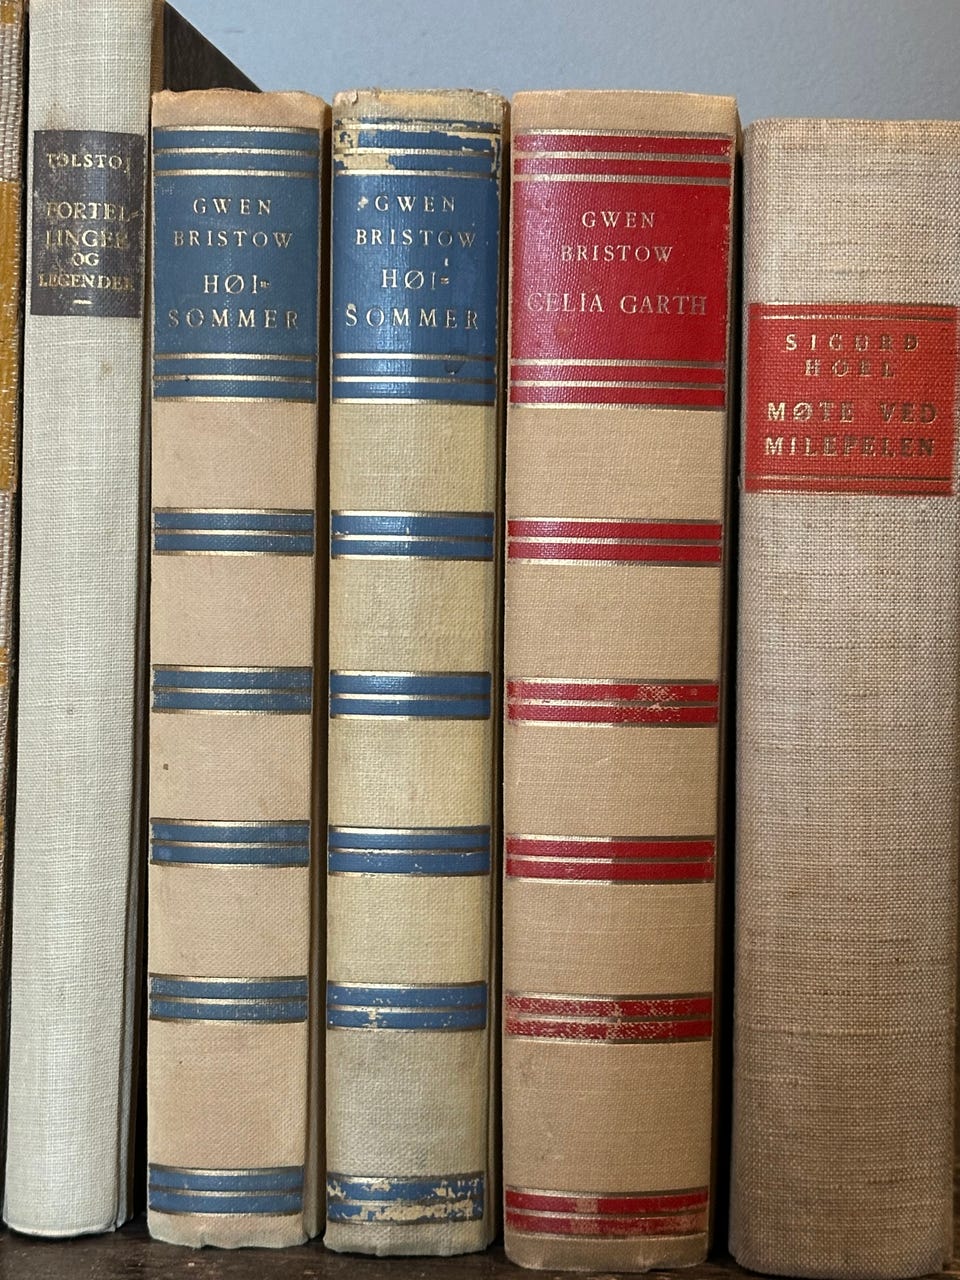 TOLSTOJ
FORTEL=
LINGER
OG
LEGENDER
GWEN
BRISTOW
HØI=
SOMMER
GWEN
BRISTOW
HØI=
SOMMER
GWEN
BRISTOW
CELIA GARTH
SIGURD
HOEL
MØTE VED
MILEPELEN